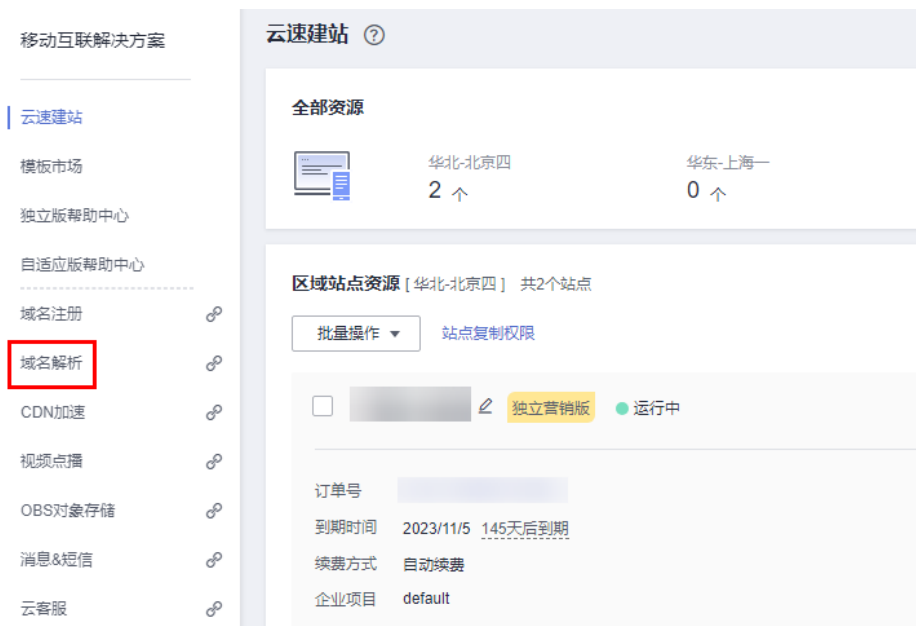 移动互联解决方案
云速建站
模板市场
独立版帮助中心
自适应版帮助中心
域名注册
域名解析
CDN加速
视频点播
OBS对象存储
消息&短信
云客服
云速建站 ?
全部资源
华北-北京四
2 个
华东-上海一
0 个
区域站点资源 [ 华北-北京四 ] 共2个站点
批量操作
站点复制权限
独立营销版 运行中
订单号
到期时间 2023/11/5 145天后到期
续费方式 自动续费
企业项目 default